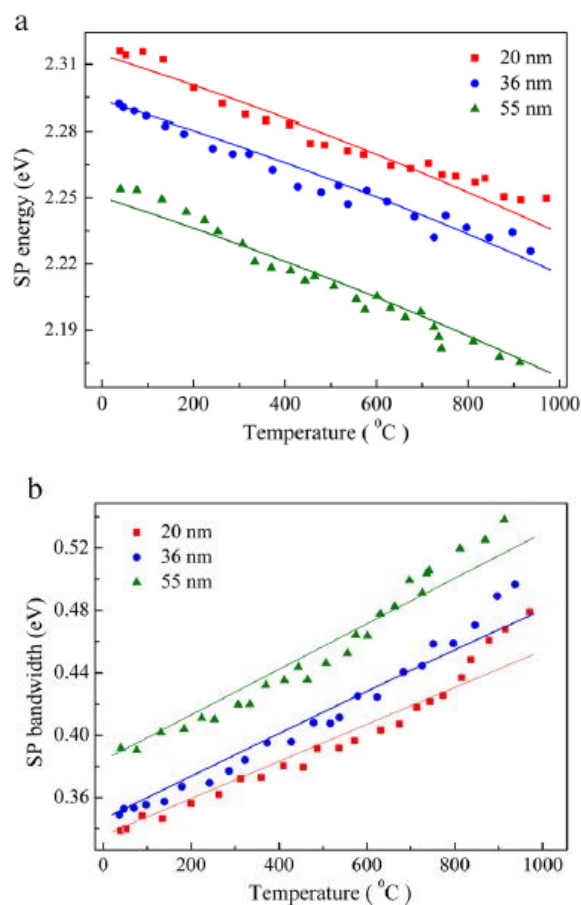 a
2.31
2.28
2.25
2.22
2.19
SP energy (eV)
20 nm
36 nm
55 nm
0 200 400 600 800 1000
Temperature ( ⁰C )
b
0.52
0.48
0.44
0.40
0.36
SP bandwidth (eV)
20 nm
36 nm
55 nm
0 200 400 600 800 1000
Temperature ( ⁰C )